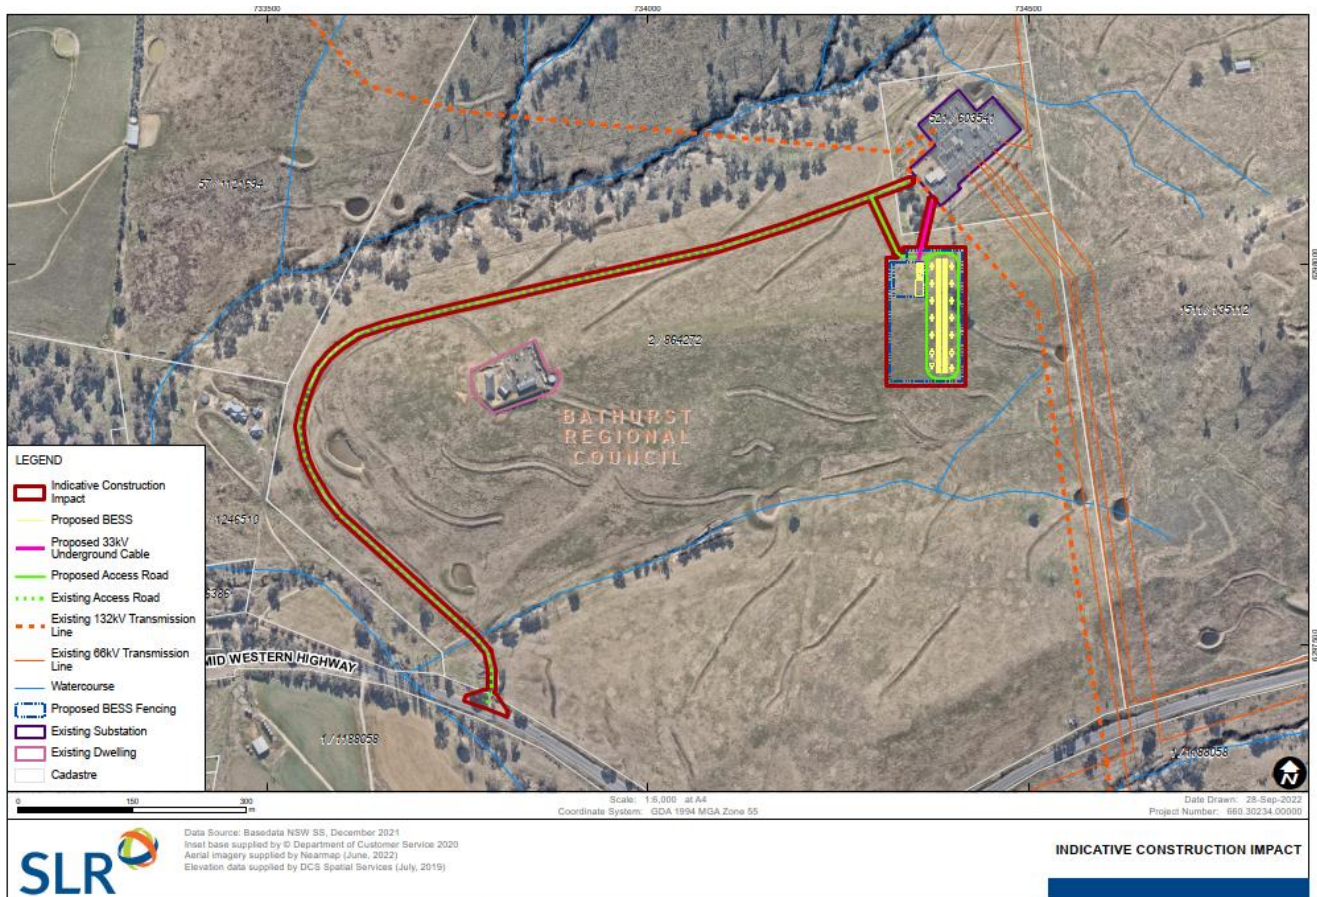 733500
734000
734500
521 / 603541
57 / 1121694
6298000
1511 / 135112
2 / 864272
BATHURST
REGIONAL
COUNCIL
LEGEND
Indicative Construction
Impact
Proposed BESS
Proposed 33kV
Underground Cable
Proposed Access Road
Existing Access Road
Existing 132kV Transmission
Line
Existing 66kV Transmission
Line
Watercourse
Proposed BESS Fencing
Existing Substation
Existing Dwelling
Cadastre
1246510
6386
6297500
MID WESTERN HIGHWAY
1 / 1188058
1 / 1188058
0 150 300
m
Scale: 1:6,000 at A4
Coordinate System: GDA 1994 MGA Zone 55
Date Drawn: 28-Sep-2022
Project Number: 660.30234.00000
N
SLR
Data Source: Basedata NSW SS, December 2021
Inset base supplied by © Department of Customer Service 2020
Aerial imagery supplied by Nearmap (June, 2022)
Elevation data supplied by DCS Spatial Services (July, 2019)
INDICATIVE CONSTRUCTION IMPACT